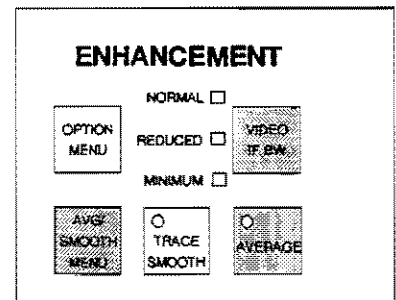 ENHANCEMENT
NORMAL
OPTION
MENU
REDUCED
VIDEO
IF BW
MINIMUM
AVG/
SMOOTH
MENU
TRACE
SMOOTH
AVERAGE